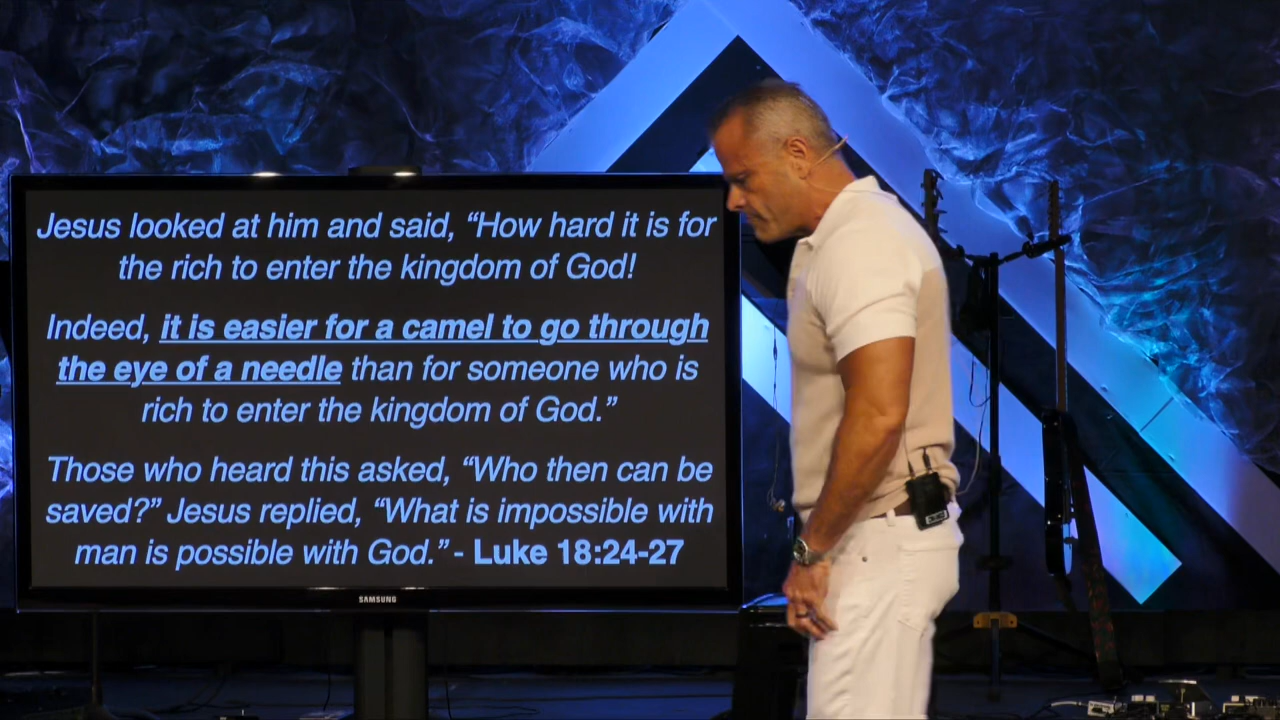 Jesus looked at him and said, “How hard it is for
the rich to enter the kingdom of God!
Indeed, it is easier for a camel to go through
the eye of a needle than for someone who is
rich to enter the kingdom of God.”
Those who heard this asked, “Who then can be
saved?” Jesus replied, “What is impossible with
man is possible with God.” - Luke 18:24-27
SAMSUNG